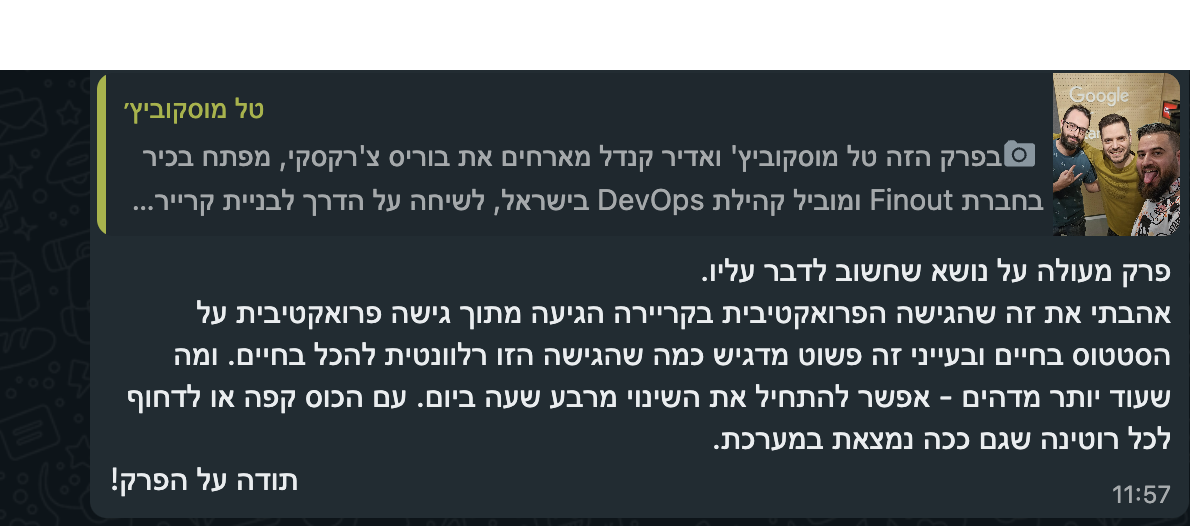 טל מוסקוביץ׳
Google
בפרק הזה טל מוסקוביץ' ואדיר קנדל מארחים את בוריס צ'רקסקי, מפתח בכיר
בחברת Finout ומוביל קהילת DevOps בישראל, לשיחה על הדרך לבניית קרייר...
פרק מעולה על נושא שחשוב לדבר עליו.
אהבתי את זה שהגישה הפרואקטיבית בקריירה הגיעה מתוך גישה פרואקטיבית על
הסטטוס בחיים ובעייני זה פשוט מדגיש כמה שהגישה הזו רלוונטית להכל בחיים. ומה
שעוד יותר מדהים - אפשר להתחיל את השינוי מרבע שעה ביום. עם הכוס קפה או לדחוף
לכל רוטינה שגם ככה נמצאת במערכת.
תודה על הפרק!
11:57